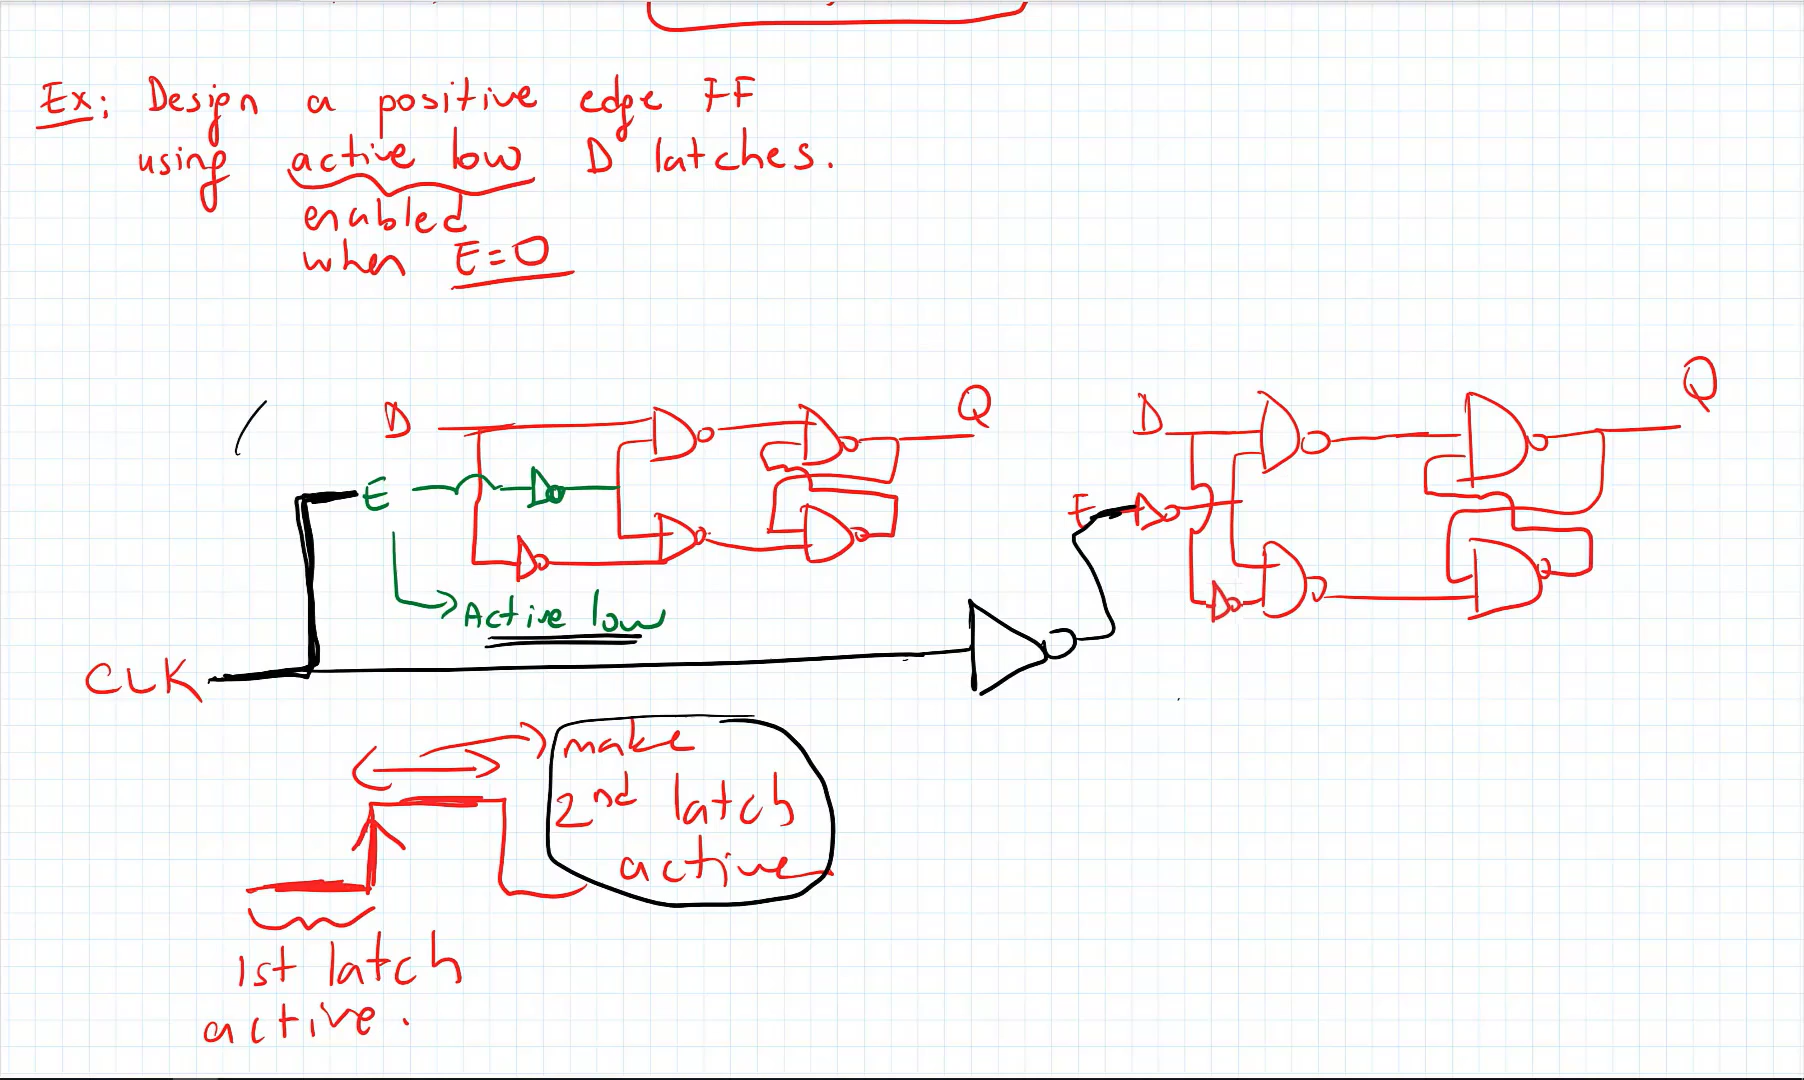 Ex: Design a positive edge FF
using active low D latches.
enabled
when E=0
D
Q
D
Q
E
E
Active low
CLK
make
2nd latch
active
1st latch
active.